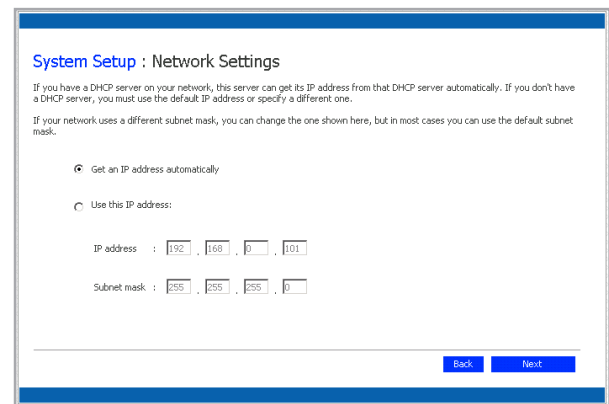 System Setup : Network Settings
If you have a DHCP server on your network, this server can get its IP address from that DHCP server automatically. If you don't have
a DHCP server, you must use the default IP address or specify a different one.
If your network uses a different subnet mask, you can change the one shown here, but in most cases you can use the default subnet
mask.
Get an IP address automatically
Use this IP address:
IP address : 192 . 168 . 0 . 101
Subnet mask : 255 . 255 . 255 . 0
Back Next